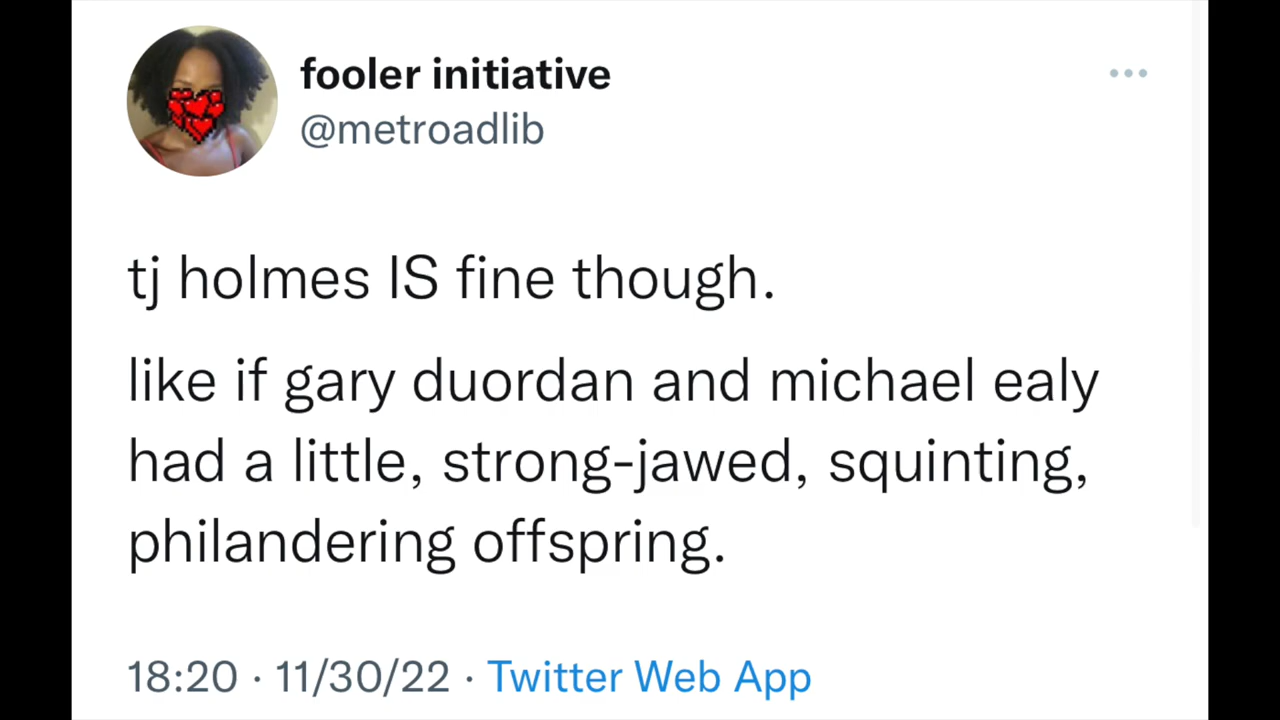 fooler initiative
@metroadlib
tj holmes IS fine though.
like if gary duordan and michael ealy
had a little, strong-jawed, squinting,
philandering offspring.
18:20 · 11/30/22 · Twitter Web App